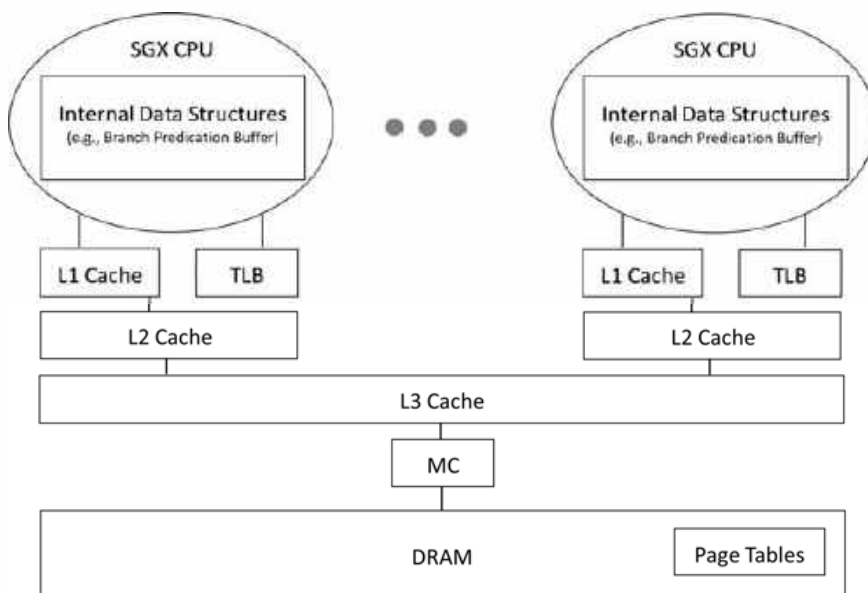 SGX CPU
Internal Data Structures
(e.g., Branch Predication Buffer)
L1 Cache
TLB
L2 Cache
SGX CPU
Internal Data Structures
(e.g., Branch Predication Buffer)
L1 Cache
TLB
L2 Cache
L3 Cache
MC
DRAM
Page Tables